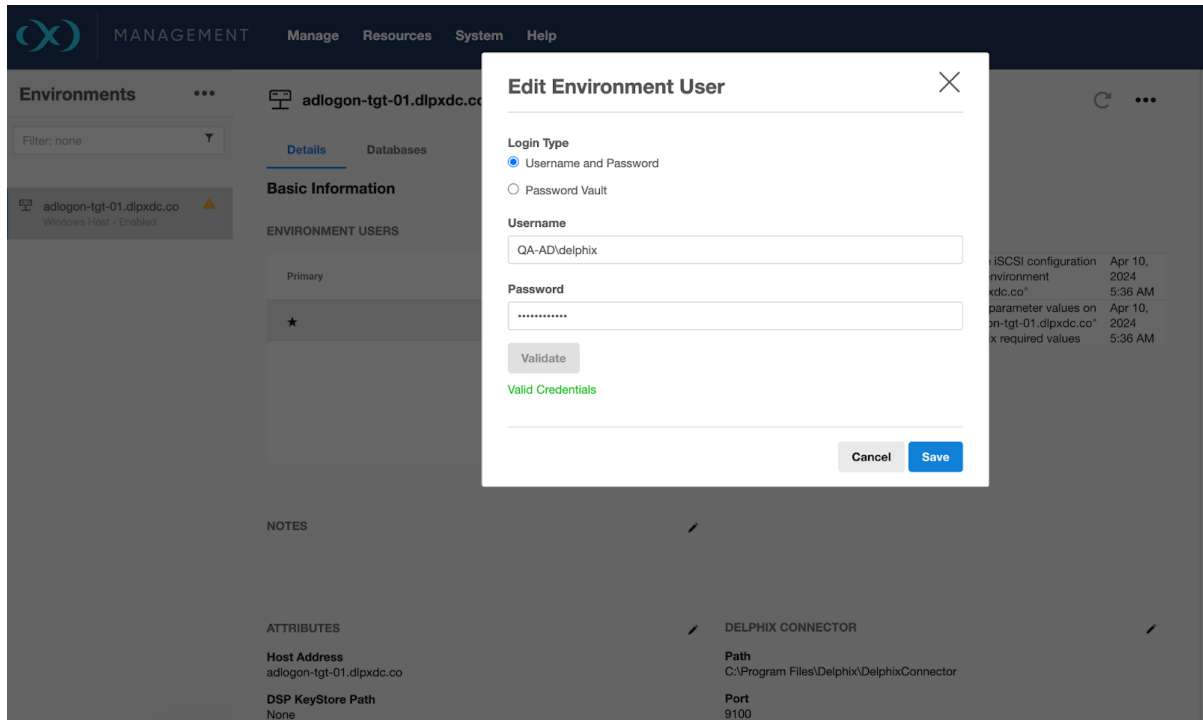 MANAGEMENT
Manage Resources System Help
Environments •••
Filter: none
adlogon-tgt-01.dlpxdc.co
Windows Host - Enabled
adlogon-tgt-01.dlpxdc.co
•••
Details Databases
Basic Information
ENVIRONMENT USERS
Primary
★
Edit Environment User
Login Type
Username and Password
Password Vault
Username
QA-AD\delphix
Password
••••••••••••
Validate
Valid Credentials
Cancel Save
iSCSI configuration Apr 10,
environment 2024
xdc.co" 5:36 AM
parameter values on Apr 10,
on-tgt-01.dlpxdc.co" 2024
required values 5:36 AM
NOTES
ATTRIBUTES
Host Address
adlogon-tgt-01.dlpxdc.co
DSP KeyStore Path
None
DELPHIX CONNECTOR
Path
C:\Program Files\Delphix\DelphixConnector
Port
9100